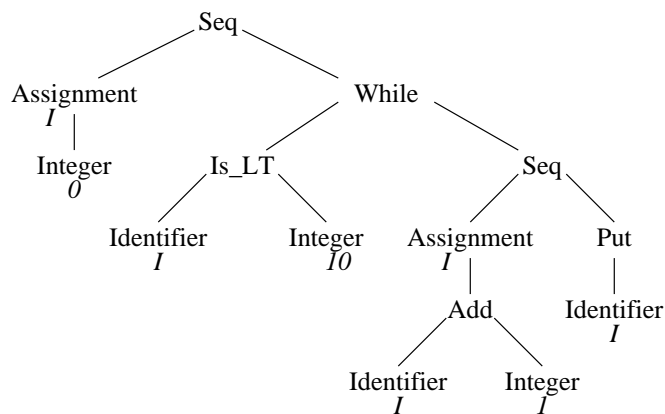 Seq
Assignment
I
While
Integer
0
Is_LT
Seq
Identifier
I
Integer
10
Assignment
I
Put
Add
Identifier
I
Identifier
I
Integer
1